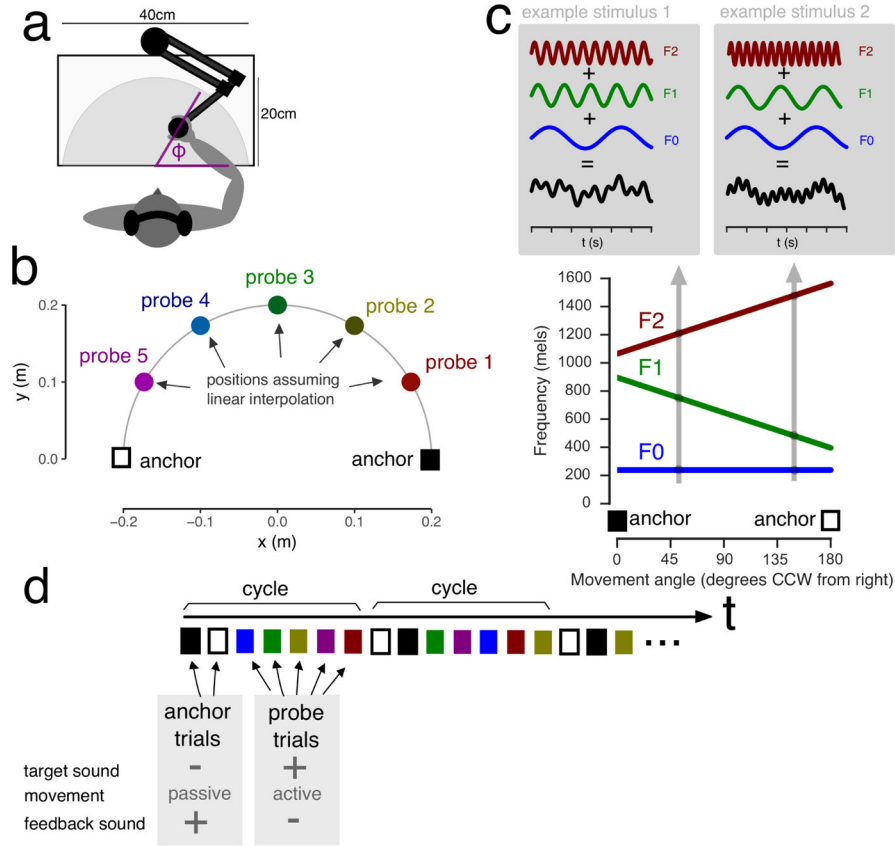 a
40cm
20cm
ϕ
b
probe 3
probe 4
probe 2
probe 5
probe 1
positions assuming
linear interpolation
anchor
anchor
y (m)
0.2
0.1
0.0
−0.2
−0.1
0.0
0.1
0.2
x (m)
c
example stimulus 1
F2
+
F1
+
F0
=
t (s)
example stimulus 2
F2
+
F1
+
F0
=
t (s)
Frequency (mels)
1600
1400
1200
1000
800
600
400
200
0
F2
F1
F0
anchor
anchor
0
45
90
135
180
Movement angle (degrees CCW from right)
d
cycle
cycle
t
...
anchor
trials
probe
trials
target sound - +
movement passive active
feedback sound + -